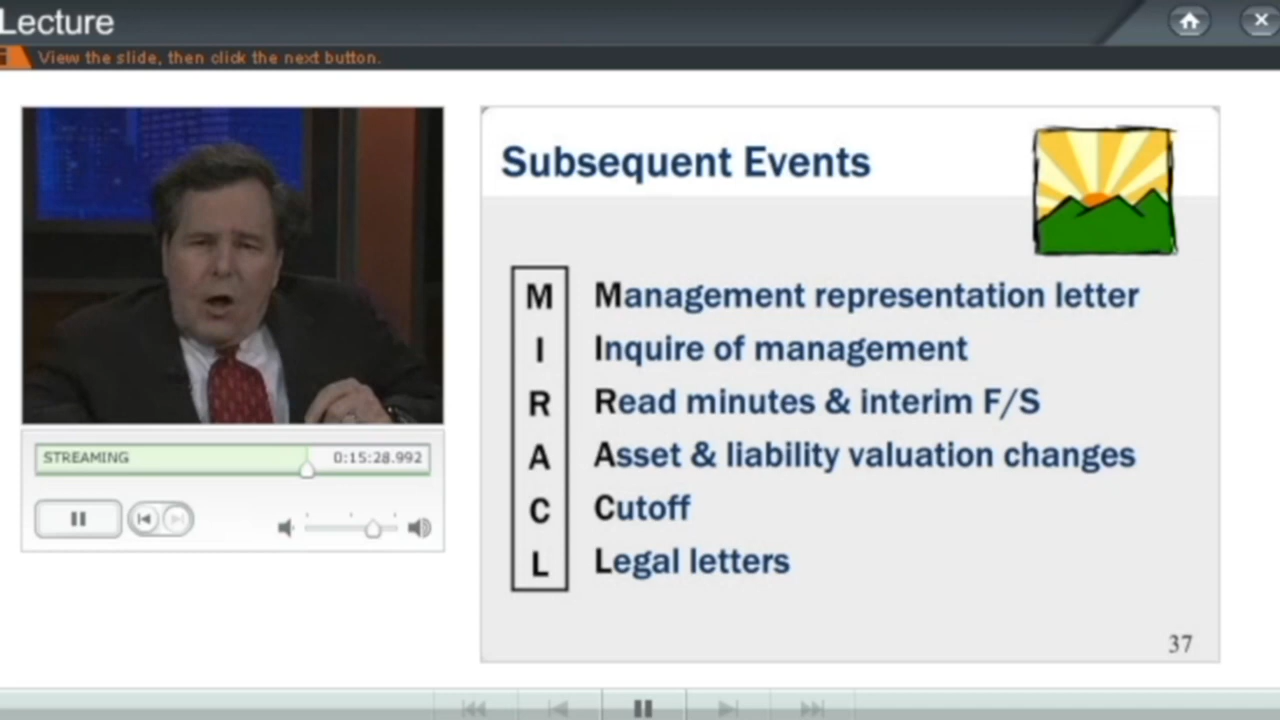 Lecture
View the slide, then click the next button.
Subsequent Events
M Management representation letter
I Inquire of management
R Read minutes & interim F/S
A Asset & liability valuation changes
C Cutoff
L Legal letters
STREAMING 0:15:28.992
37